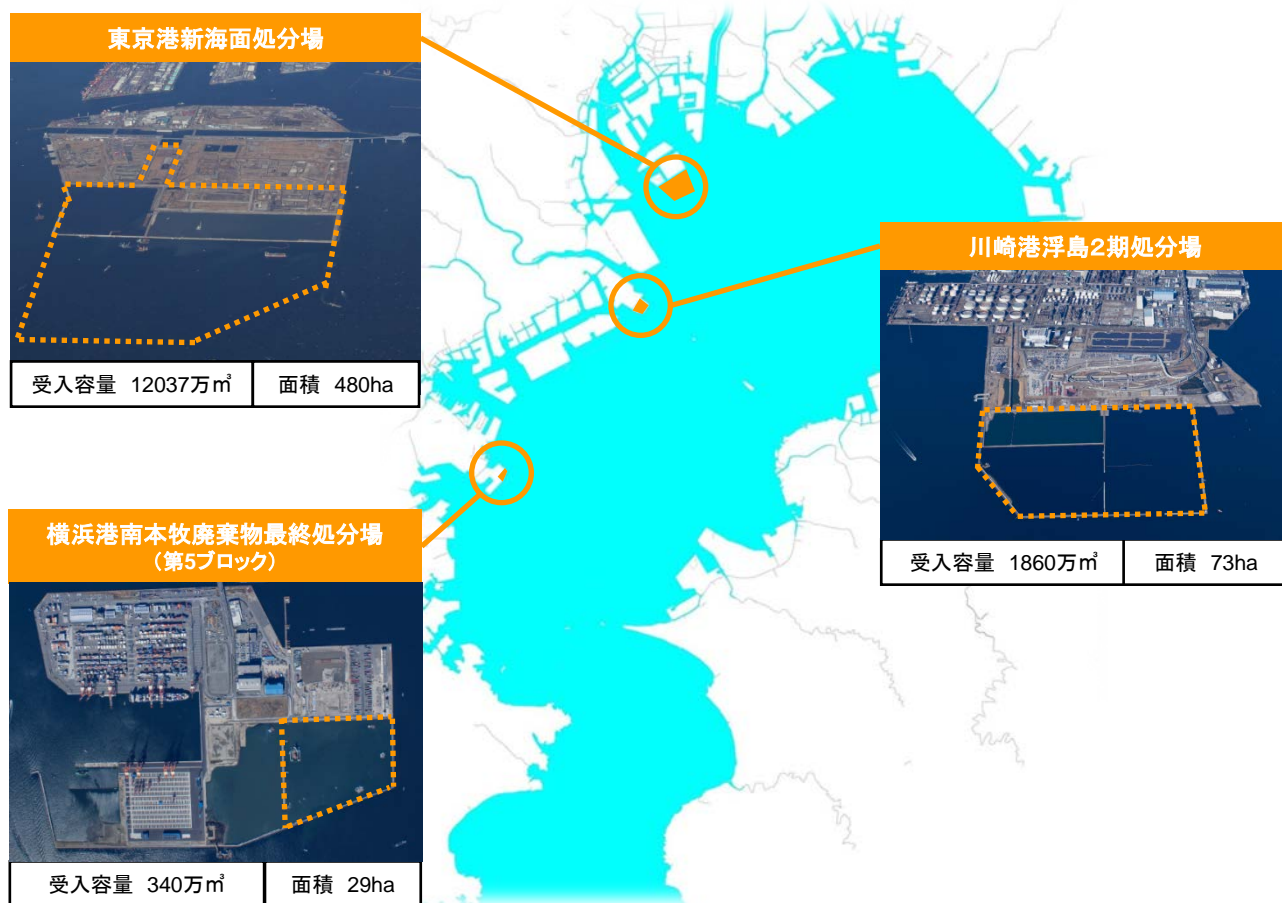 東京港新海面処分場
受入容量 12037万㎥
面積 480ha
川崎港浮島2期処分場
受入容量 1860万㎥
面積 73ha
横浜港南本牧廃棄物最終処分場
(第5ブロック)
受入容量 340万㎥
面積 29ha